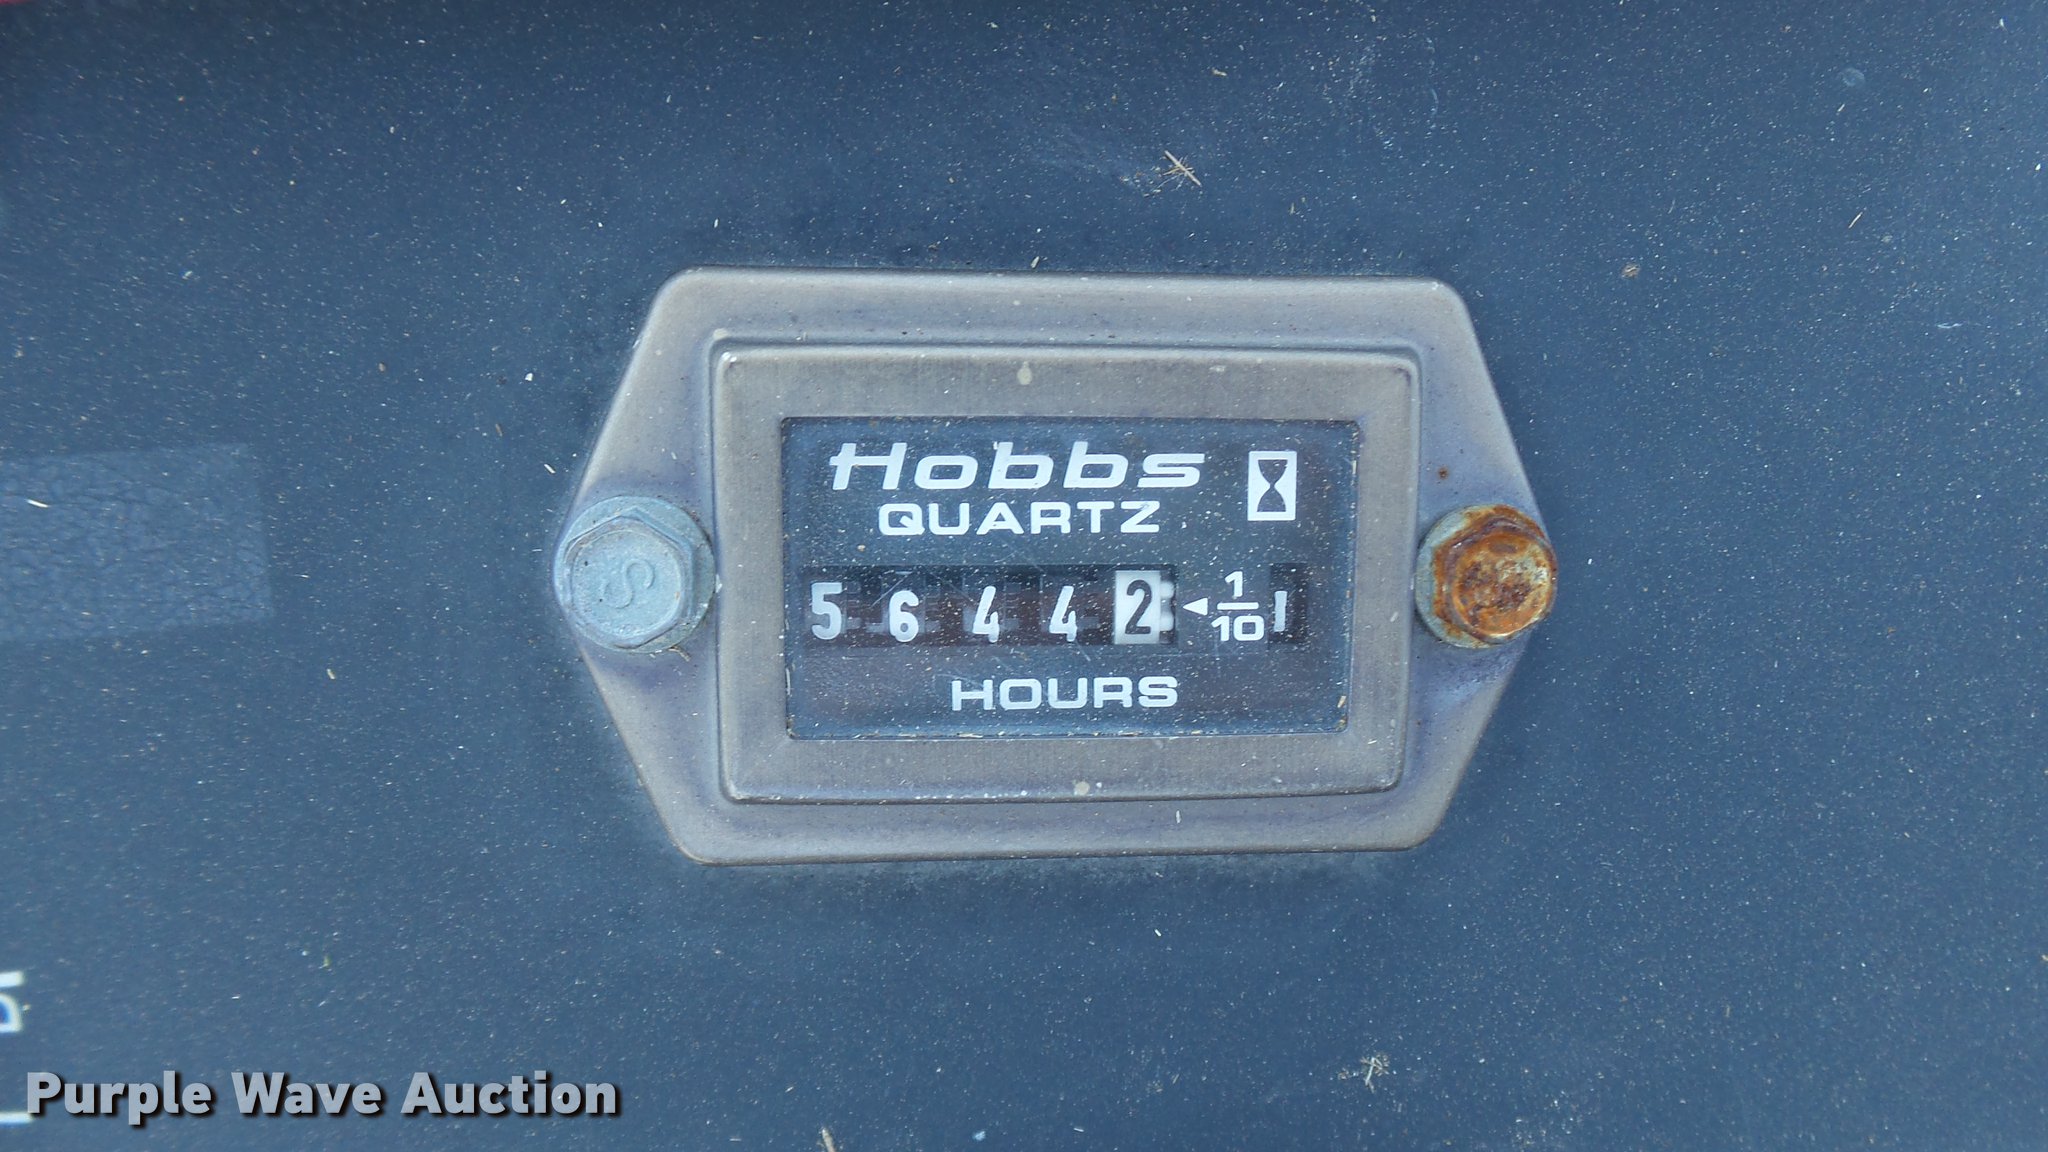 Hobbs
QUARTZ
5 6 4 4 2 1/10
HOURS
S
Purple Wave Auction